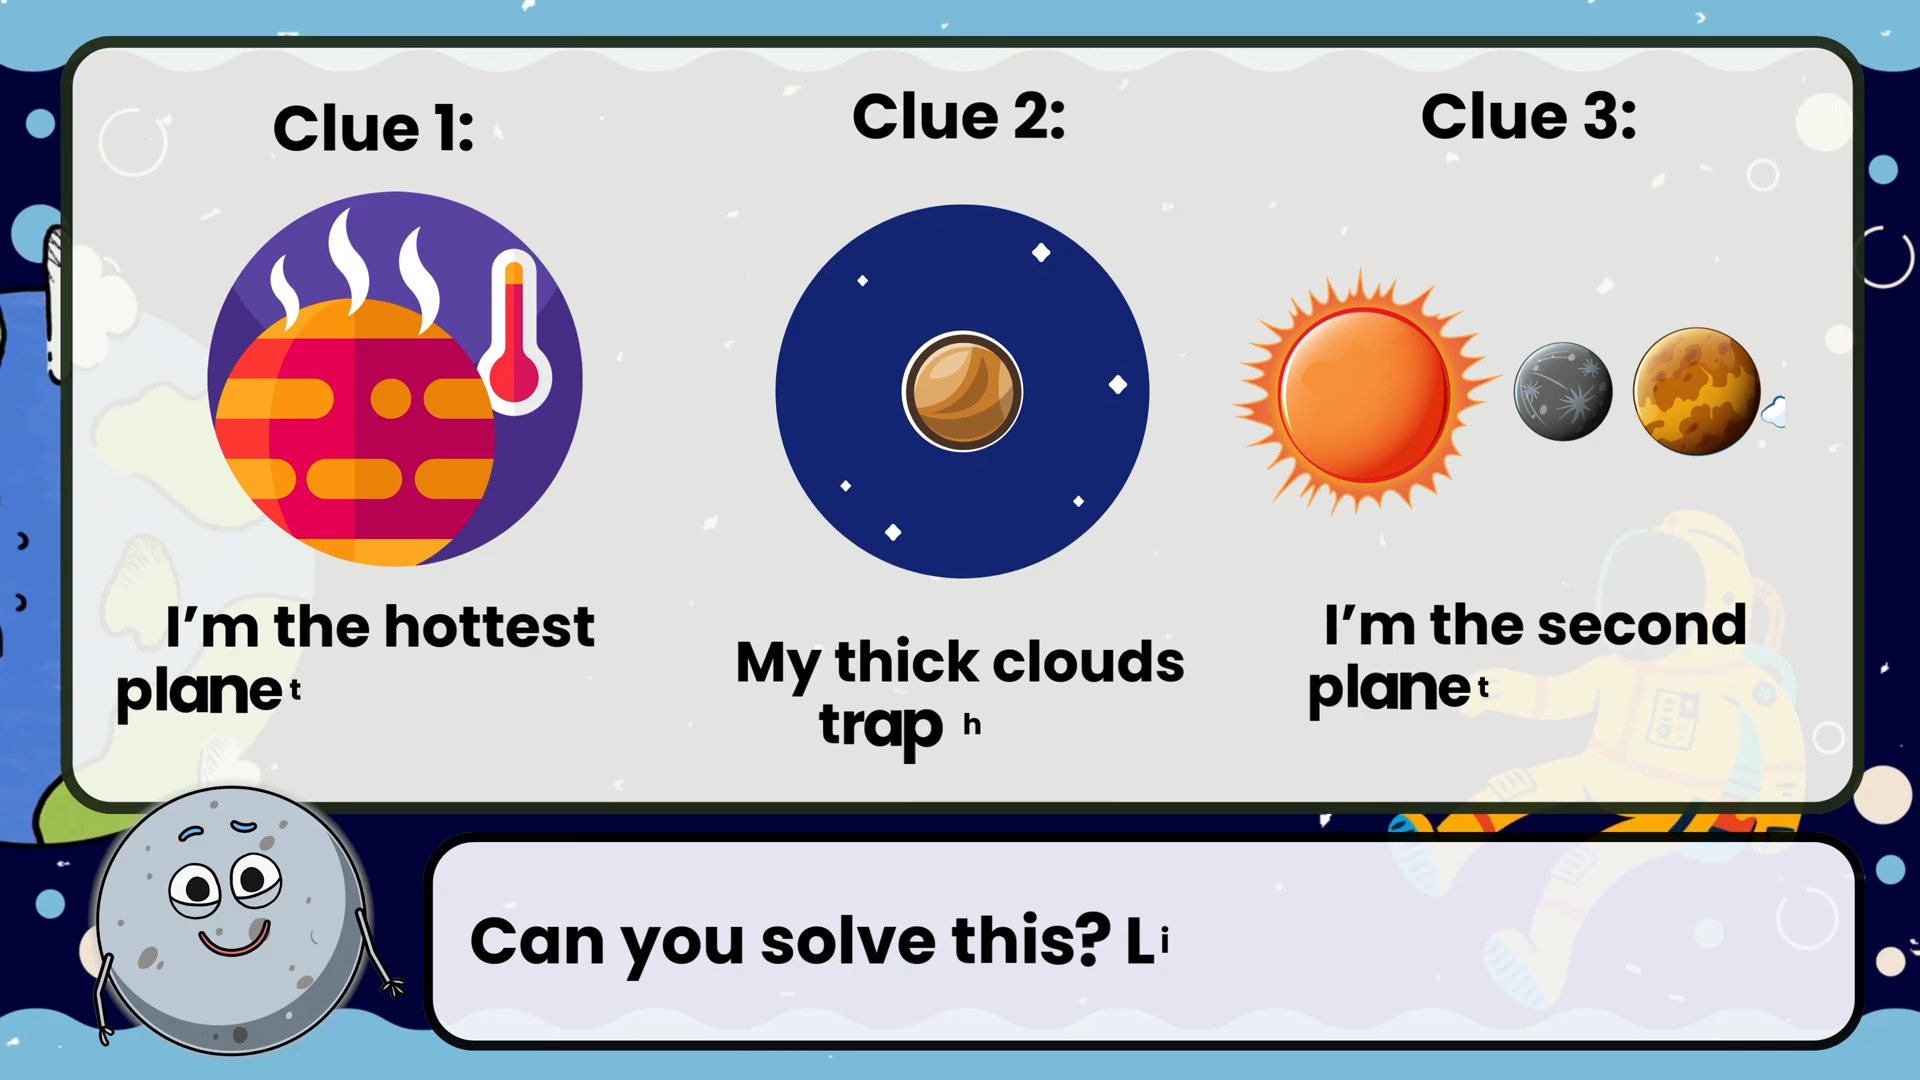 Clue 1:
I'm the hottest
planet
Clue 2:
My thick clouds
trap h
Clue 3:
I'm the second
planet
Can you solve this? Li